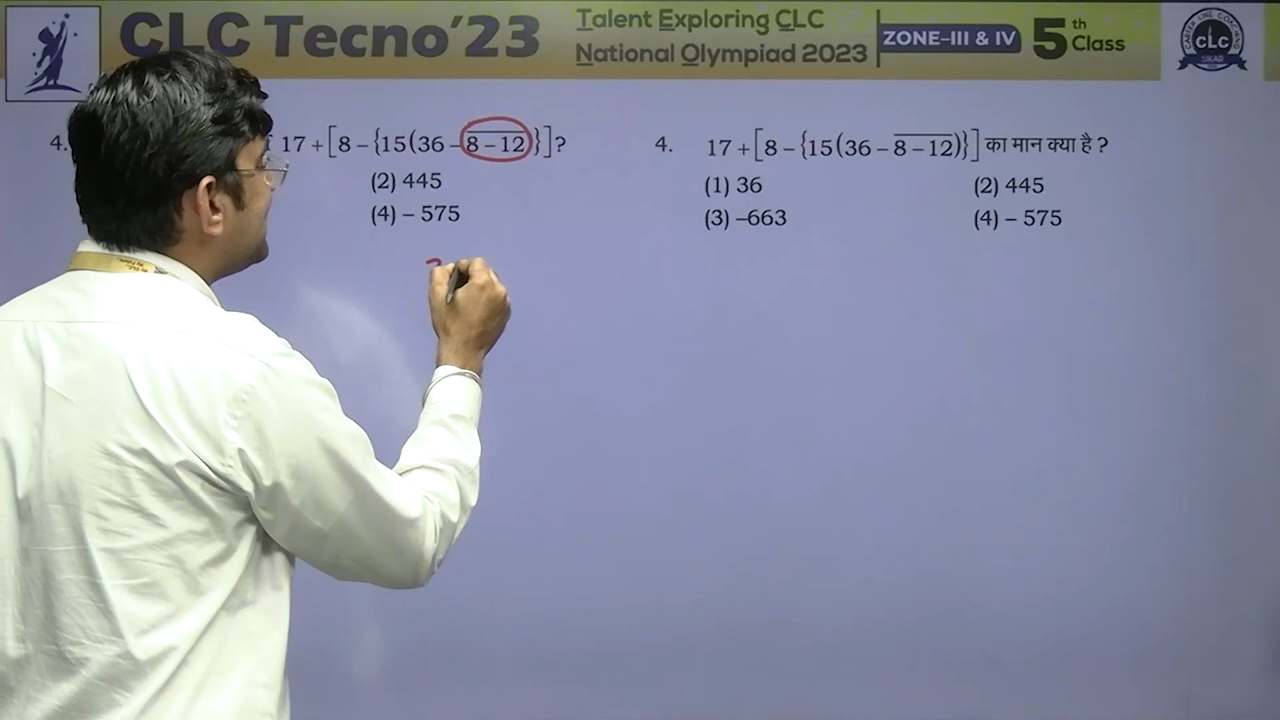 CLC Tecno'23
Talent Exploring CLC
National Olympiad 2023
ZONE–III & IV
5th Class
CLC
SIKAR
4. 17 + [8 – {15(36 – 8 – 12)}] ?
(2) 445
(4) – 575
4. 17 + [8 – {15(36 – 8 – 12)}] का मान क्या है ?
(1) 36 (2) 445
(3) –663 (4) – 575